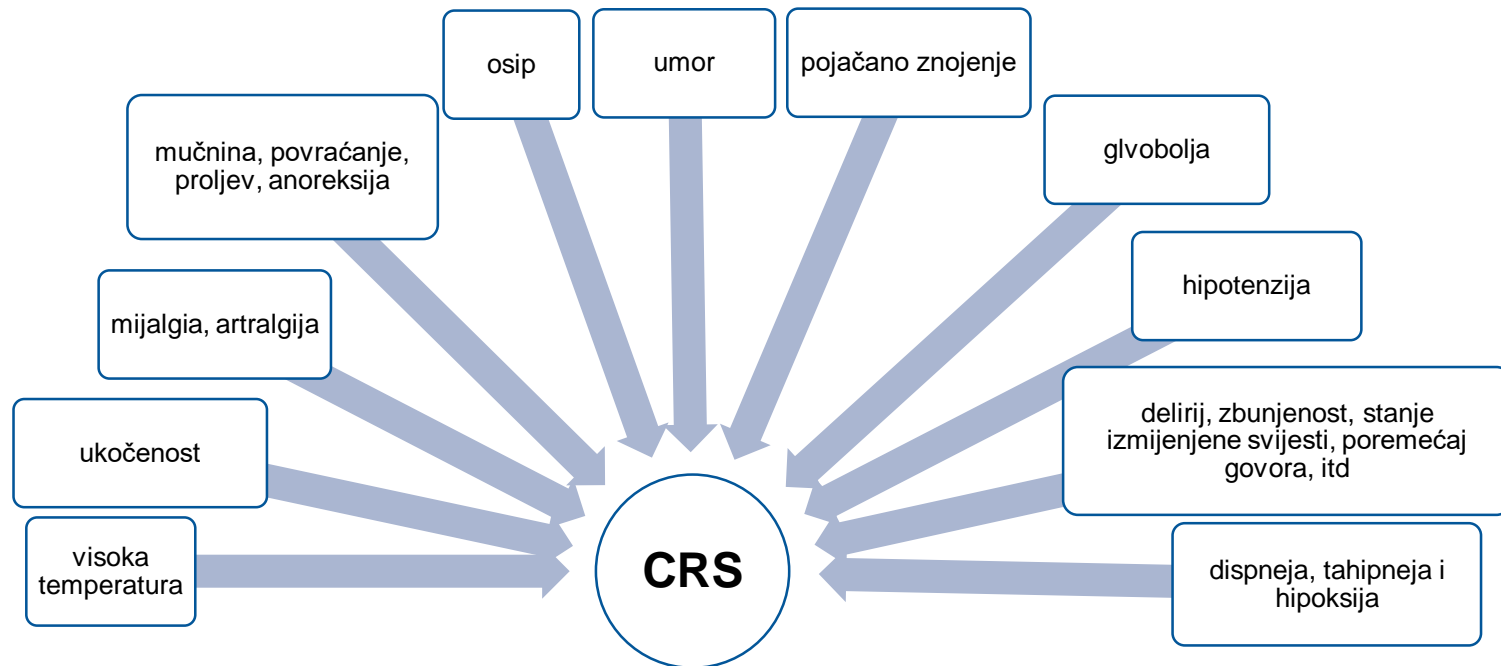 osip
umor
pojačano znojenje
mučnina, povraćanje,
proljev, anoreksija
glvobolja
mijalgia, artralgija
hipotenzija
ukočenost
delirij, zbunjenost, stanje
izmijenjene svijesti, poremećaj
govora, itd
visoka
temperatura
CRS
dispneja, tahipneja i
hipoksija